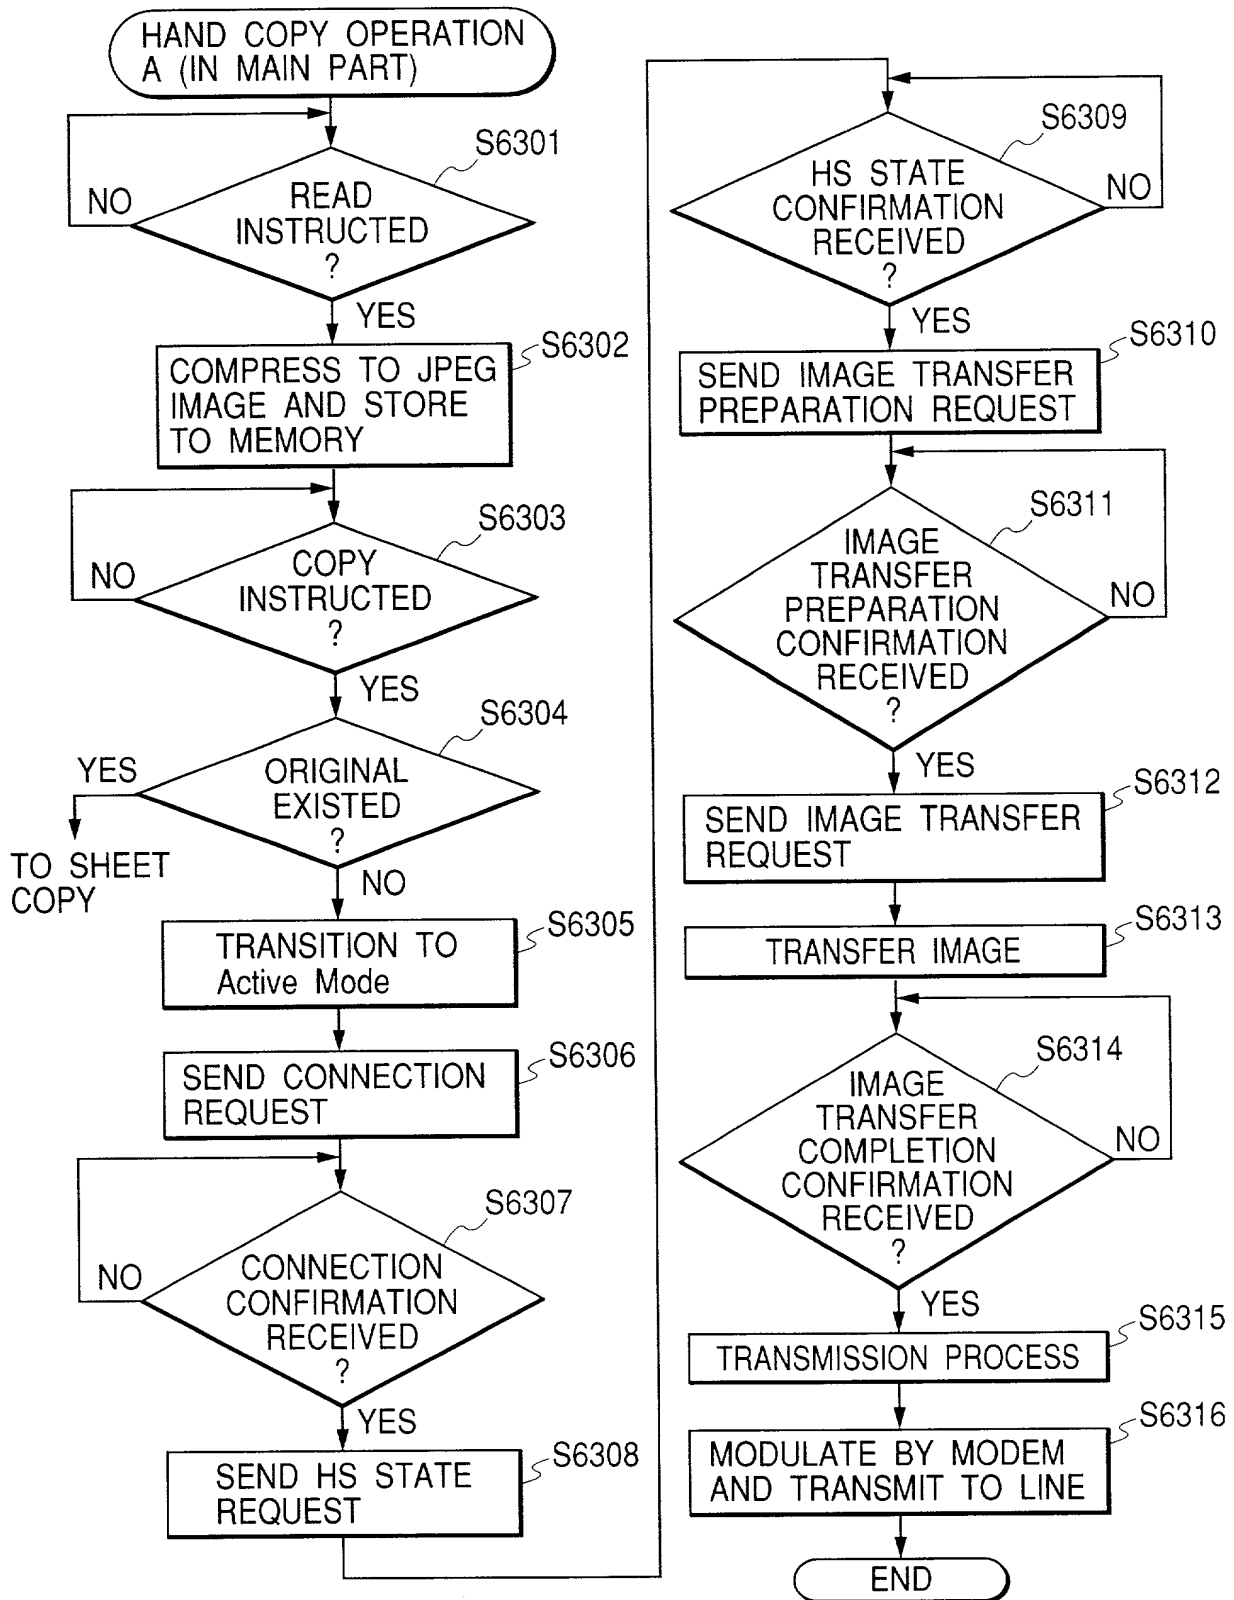 HAND COPY OPERATION
A (IN MAIN PART)
S6301
READ
INSTRUCTED
?
NO
YES
S6302
COMPRESS TO JPEG
IMAGE AND STORE
TO MEMORY
S6303
COPY
INSTRUCTED
?
NO
YES
S6304
ORIGINAL
EXISTED
?
YES
TO SHEET
COPY
NO
S6305
TRANSITION TO
Active Mode
S6306
SEND CONNECTION
REQUEST
S6307
CONNECTION
CONFIRMATION
RECEIVED
?
NO
YES
S6308
SEND HS STATE
REQUEST
S6309
HS STATE
CONFIRMATION
RECEIVED
?
NO
YES
S6310
SEND IMAGE TRANSFER
PREPARATION REQUEST
S6311
IMAGE
TRANSFER
PREPARATION
CONFIRMATION
RECEIVED
?
NO
YES
S6312
SEND IMAGE TRANSFER
REQUEST
S6313
TRANSFER IMAGE
S6314
IMAGE
TRANSFER
COMPLETION
CONFIRMATION
RECEIVED
?
NO
YES
S6315
TRANSMISSION PROCESS
S6316
MODULATE BY MODEM
AND TRANSMIT TO LINE
END